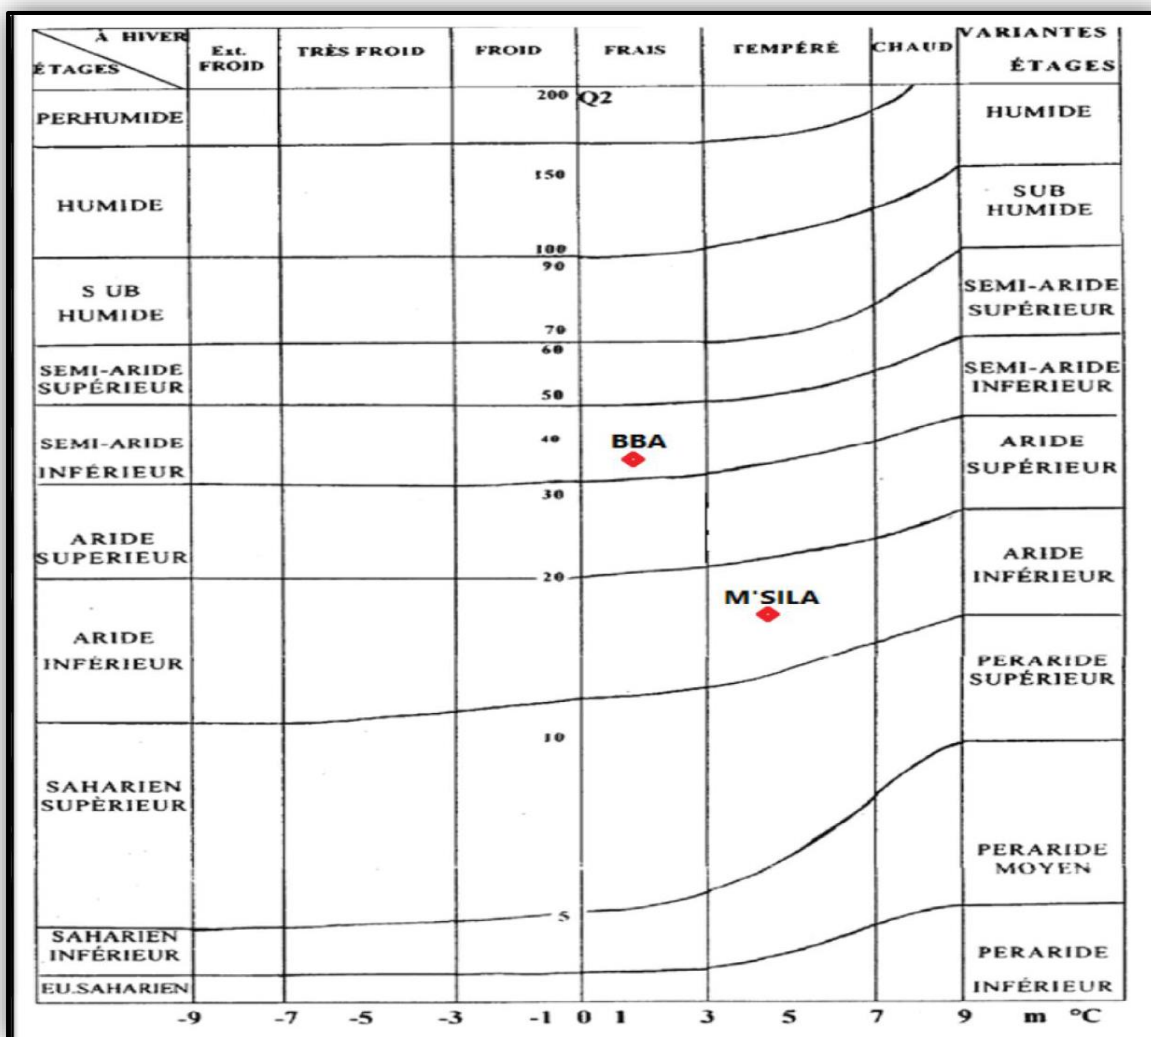 À HIVER
ÉTAGES
Ext. FROID
TRÈS FROID
FROID
FRAIS
TEMPÉRÉ
CHAUD
VARIANTES
ÉTAGES
200 Q2
PERHUMIDE
HUMIDE
150
HUMIDE
SUB
HUMIDE
100
90
S UB
HUMIDE
SEMI-ARIDE
SUPÉRIEUR
70
60
SEMI-ARIDE
SUPÉRIEUR
SEMI-ARIDE
INFERIEUR
50
40
BBA
SEMI-ARIDE
INFÉRIEUR
ARIDE
SUPÉRIEUR
30
ARIDE
SUPERIEUR
ARIDE
INFÉRIEUR
20
M'SILA
ARIDE
INFÉRIEUR
PERARIDE
SUPÉRIEUR
10
SAHARIEN
SUPÈRIEUR
PERARIDE
MOYEN
5
SAHARIEN
INFÉRIEUR
PERARIDE
INFÉRIEUR
EU.SAHARIEN
-9 -7 -5 -3 -1 0 1 3 5 7 9 m °C